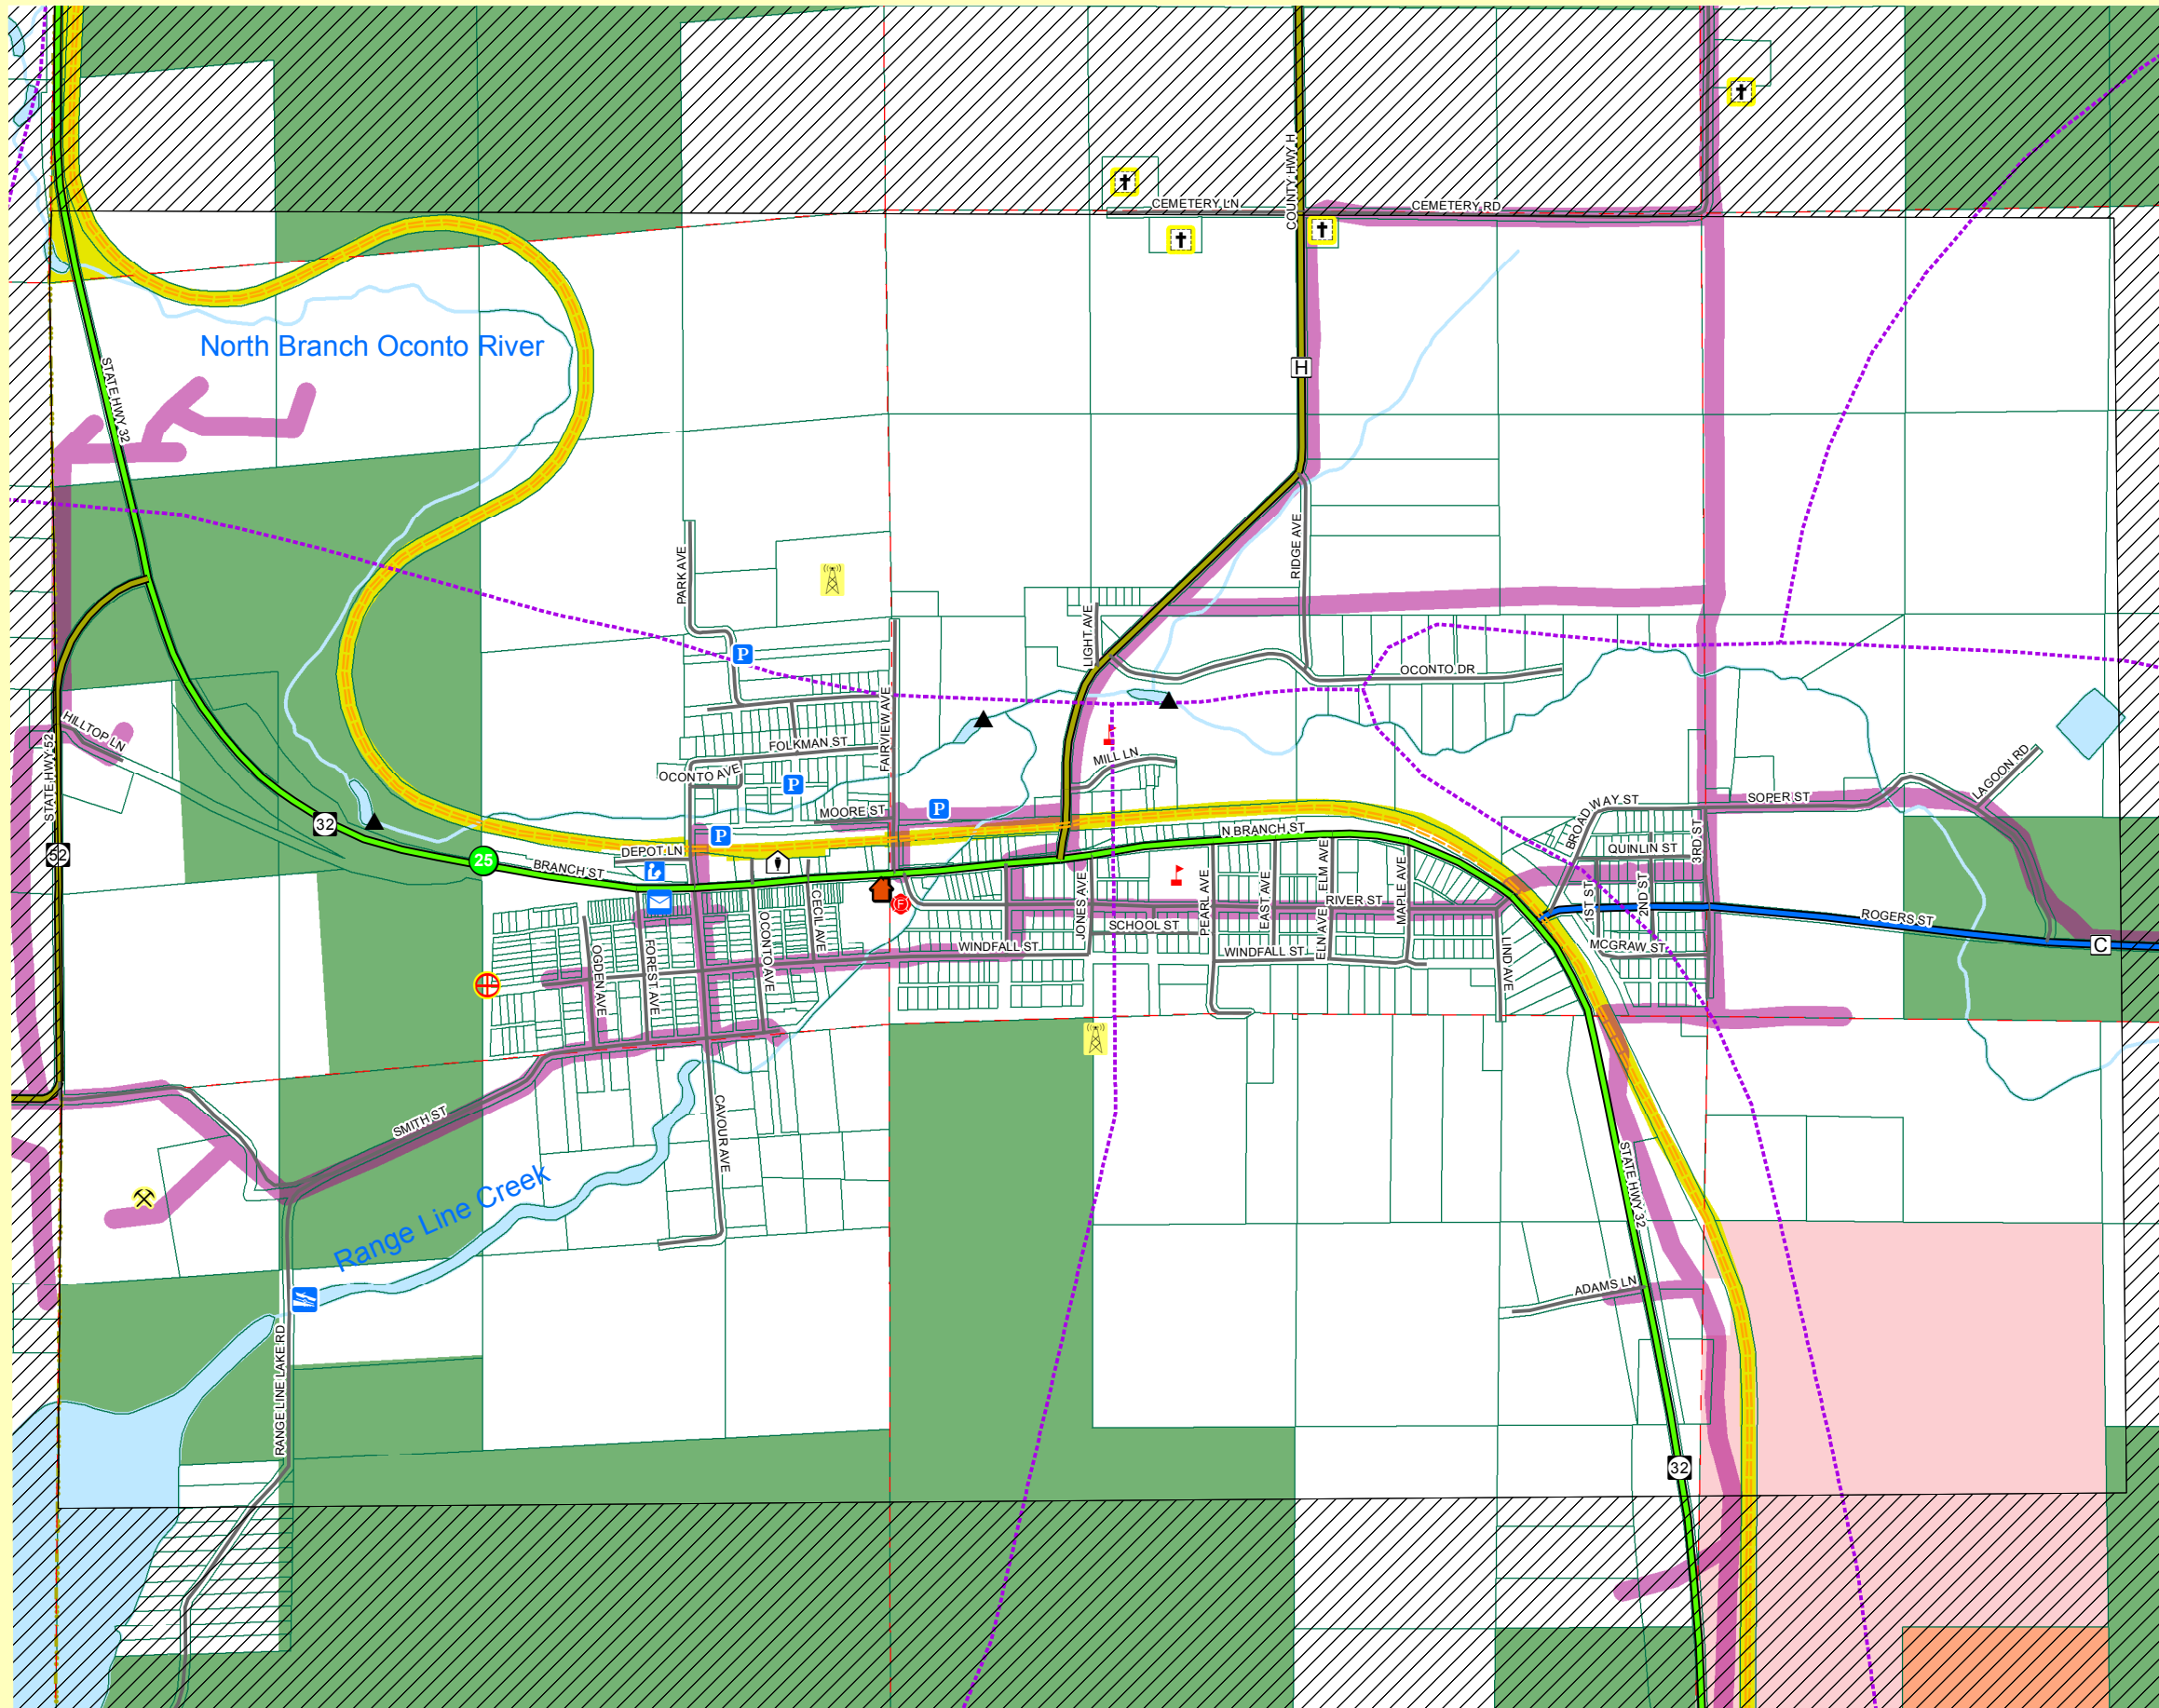 COUNTY HWY H
CEMETERY LN
CEMETERY RD
North Branch Oconto River
STATE HWY 32
H
PARK AVE
RIDGE AVE
LIGHT AVE
P
OCONTO DR
HILLTOP LN
STATE HWY 52
FAIRVIEW AVE
FOLKMAN ST
OCONTO AVE
MILL LN
LAGOON RD
P
P
MOORE ST
BROADWAY ST
SOPER ST
32
P
N BRANCH ST
3RD ST
52
25
DEPOT LN
QUINLIN ST
BRANCH ST
ELM AVE
MAPLE AVE
F
CECIL AVE
JONES AVE
PEARL AVE
EAST AVE
RIVER ST
1ST ST
2ND ST
ROGERS ST
SCHOOL ST
OGDEN AVE
FOREST AVE
OCONTO AVE
WINDFALL ST
WINDFALL ST
ELN AVE
LIND AVE
MCGRAW ST
C
SMITH ST
CAVOUR AVE
STATE HWY 32
Range Line Creek
ADAMS LN
RANGE LINE LAKE RD
32